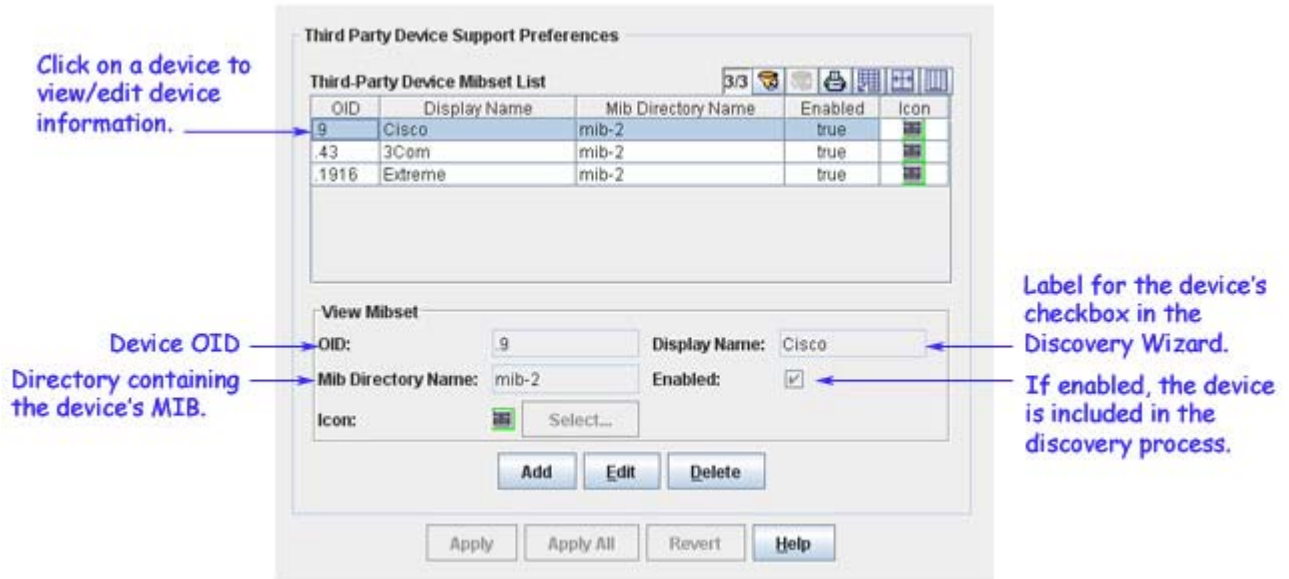 Click on a device to
view/edit device
information.
Third Party Device Support Preferences
Third-Party Device Mibset List 3/3
OID Display Name Mib Directory Name Enabled Icon
.9 Cisco mib-2 true
.43 3Com mib-2 true
.1916 Extreme mib-2 true
View Mibset
Device OID
OID: .9 Display Name: Cisco
Label for the device's
checkbox in the
Discovery Wizard.
Directory containing
the device's MIB.
Mib Directory Name: mib-2 Enabled:
If enabled, the device
is included in the
discovery process.
Icon: Select...
Add Edit Delete
Apply Apply All Revert Help